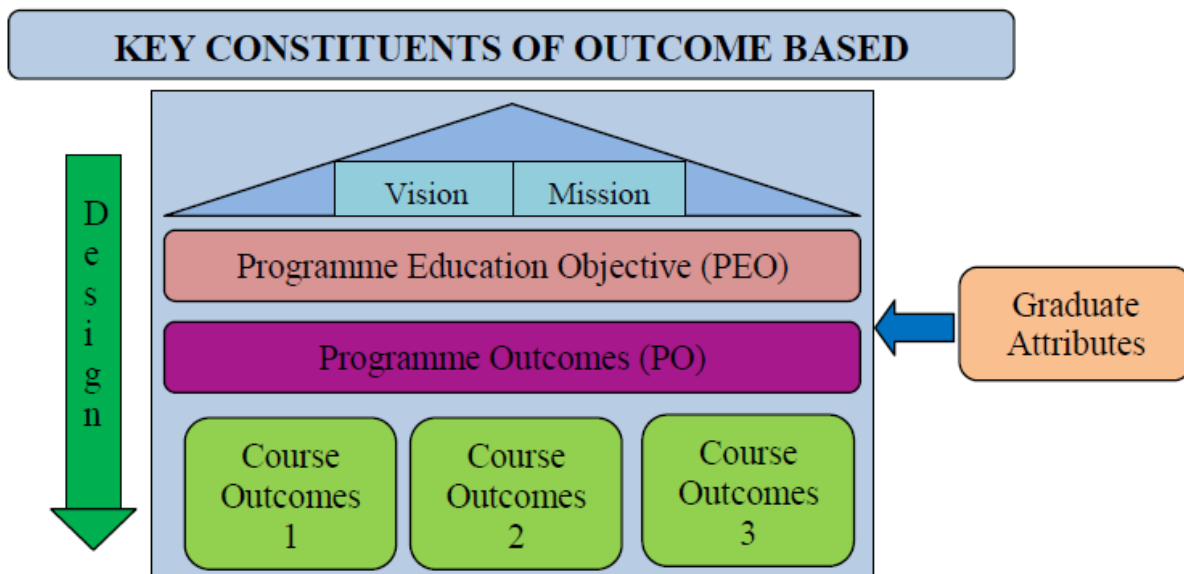 KEY CONSTITUENTS OF OUTCOME BASED
Design
Vision
Mission
Programme Education Objective (PEO)
Programme Outcomes (PO)
Graduate
Attributes
Course
Outcomes
1
Course
Outcomes
2
Course
Outcomes
3